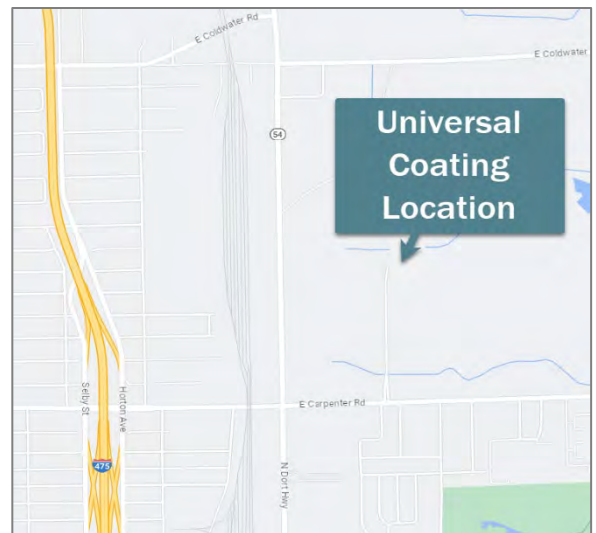 E Coldwater Rd
E Coldwater
54
Universal
Coating
Location
Selby St
Horton Ave
E Carpenter Rd
475
N Dort Hwy